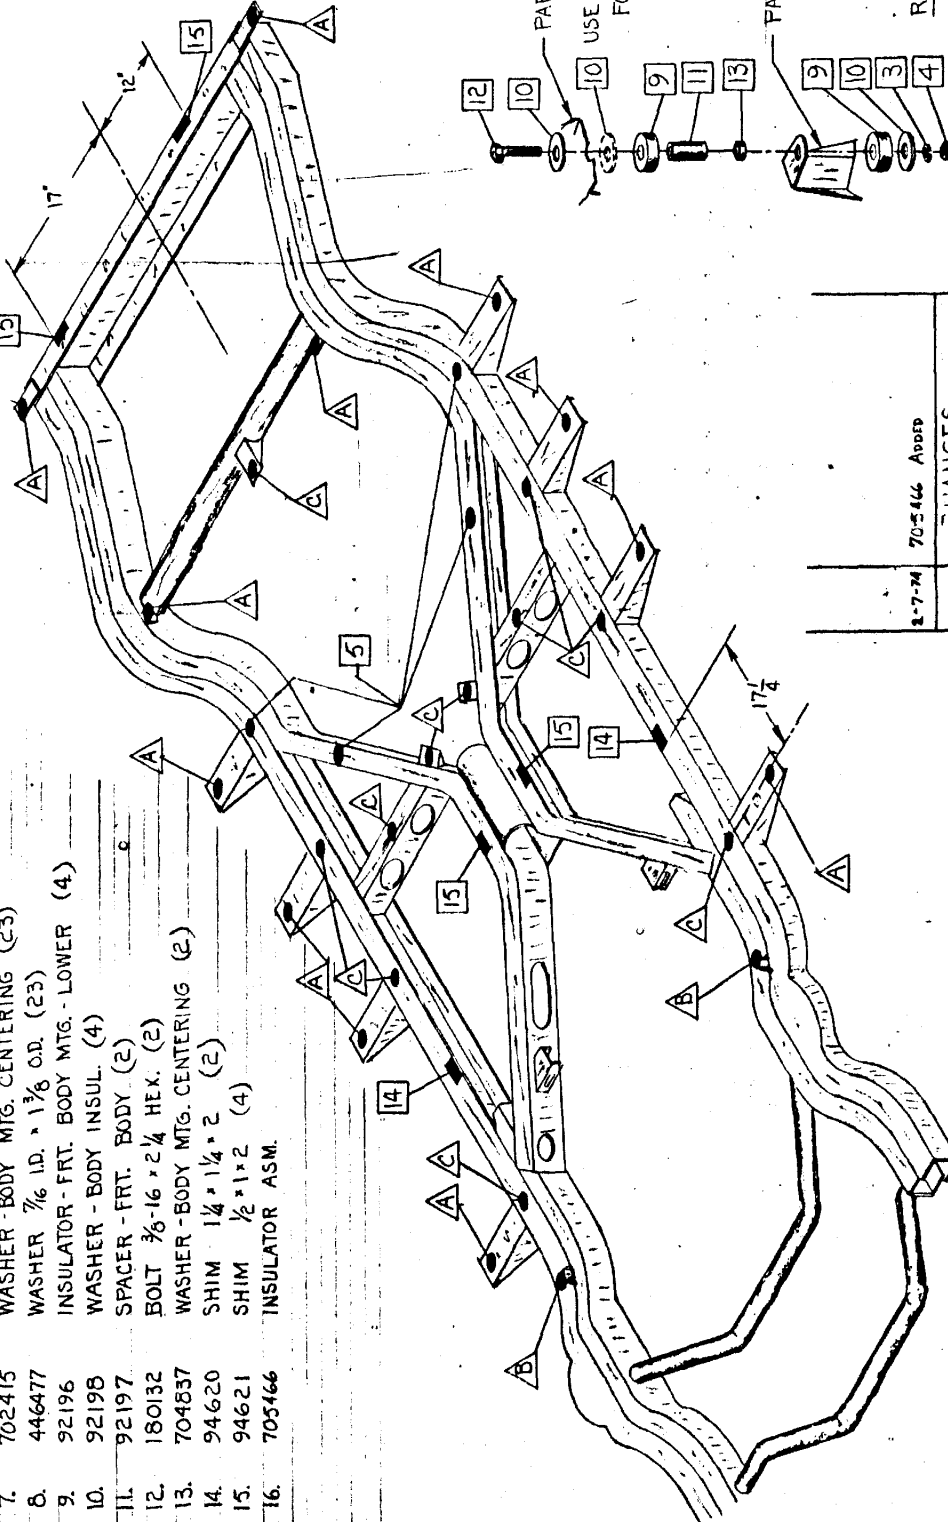 7. 702415 WASHER - BODY MTG. CENTERING (23)
8. 446477 WASHER 7/16 I.D. × 1 3/8 O.D. (23)
9. 92196 INSULATOR - FRT. BODY MTG. - LOWER (4)
10. 92198 WASHER - BODY INSUL. (4)
11. 92197 SPACER - FRT. BODY (2)
12. 180132 BOLT 3/8-16 × 2 1/4 HEX. (2)
13. 704837 WASHER - BODY MTG. CENTERING (2)
14. 94620 SHIM 1/4 × 1 1/4 × 2 (2)
15. 94621 SHIM 1/2 × 1 × 2 (4)
16. 705466 INSULATOR ASM.
15
17"
12"
15
A
A
A
A
C
A
5
A
A
A
A
C
C
C
A
C
15
14
17 1/4
15
14
C
A
B
A
C
B
12
10
10 USE
9
11
13
9
10
3
4
2-7-74 705466 ADDED